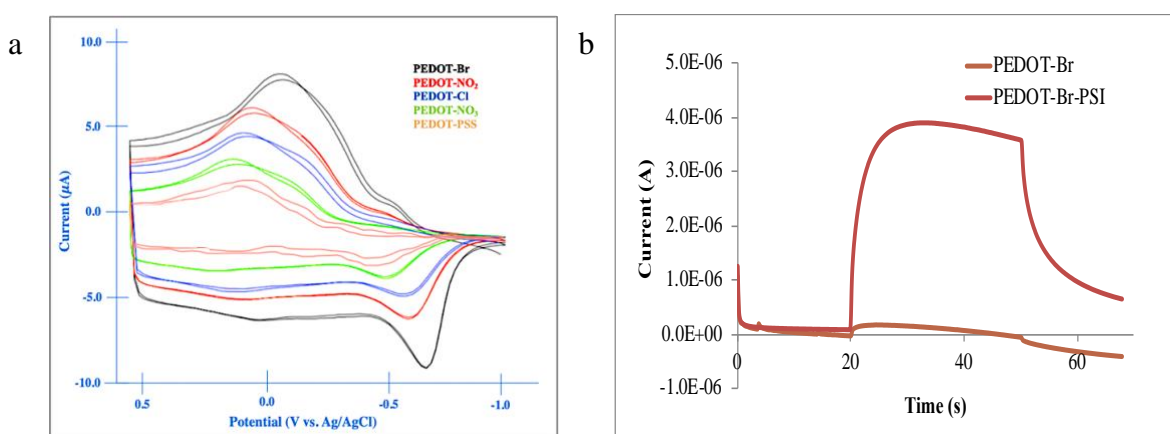 a
10.0
5.0
0.0
-5.0
-10.0
Current (µA)
PEDOT-Br
PEDOT-NO₂
PEDOT-Cl
PEDOT-NO₃
PEDOT-PSS
0.5
0.0
-0.5
-1.0
Potential (V vs. Ag/AgCl)
b
5.0E-06
4.0E-06
3.0E-06
2.0E-06
1.0E-06
0.0E+00
-1.0E-06
Current (A)
PEDOT-Br
PEDOT-Br-PSI
0
20
40
60
Time (s)